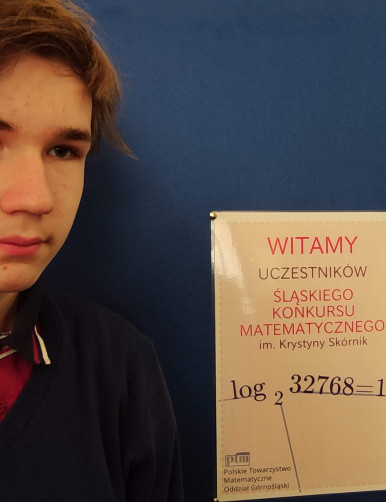 WITAMY
UCZESTNIKÓW
ŚLĄSKIEGO
KONKURSU
MATEMATYCZNEGO
im. Krystyny Skórnik
log 2 32768=1
ptm
Polskie Towarzystwo
Matematyczne
Oddział Górnośląski